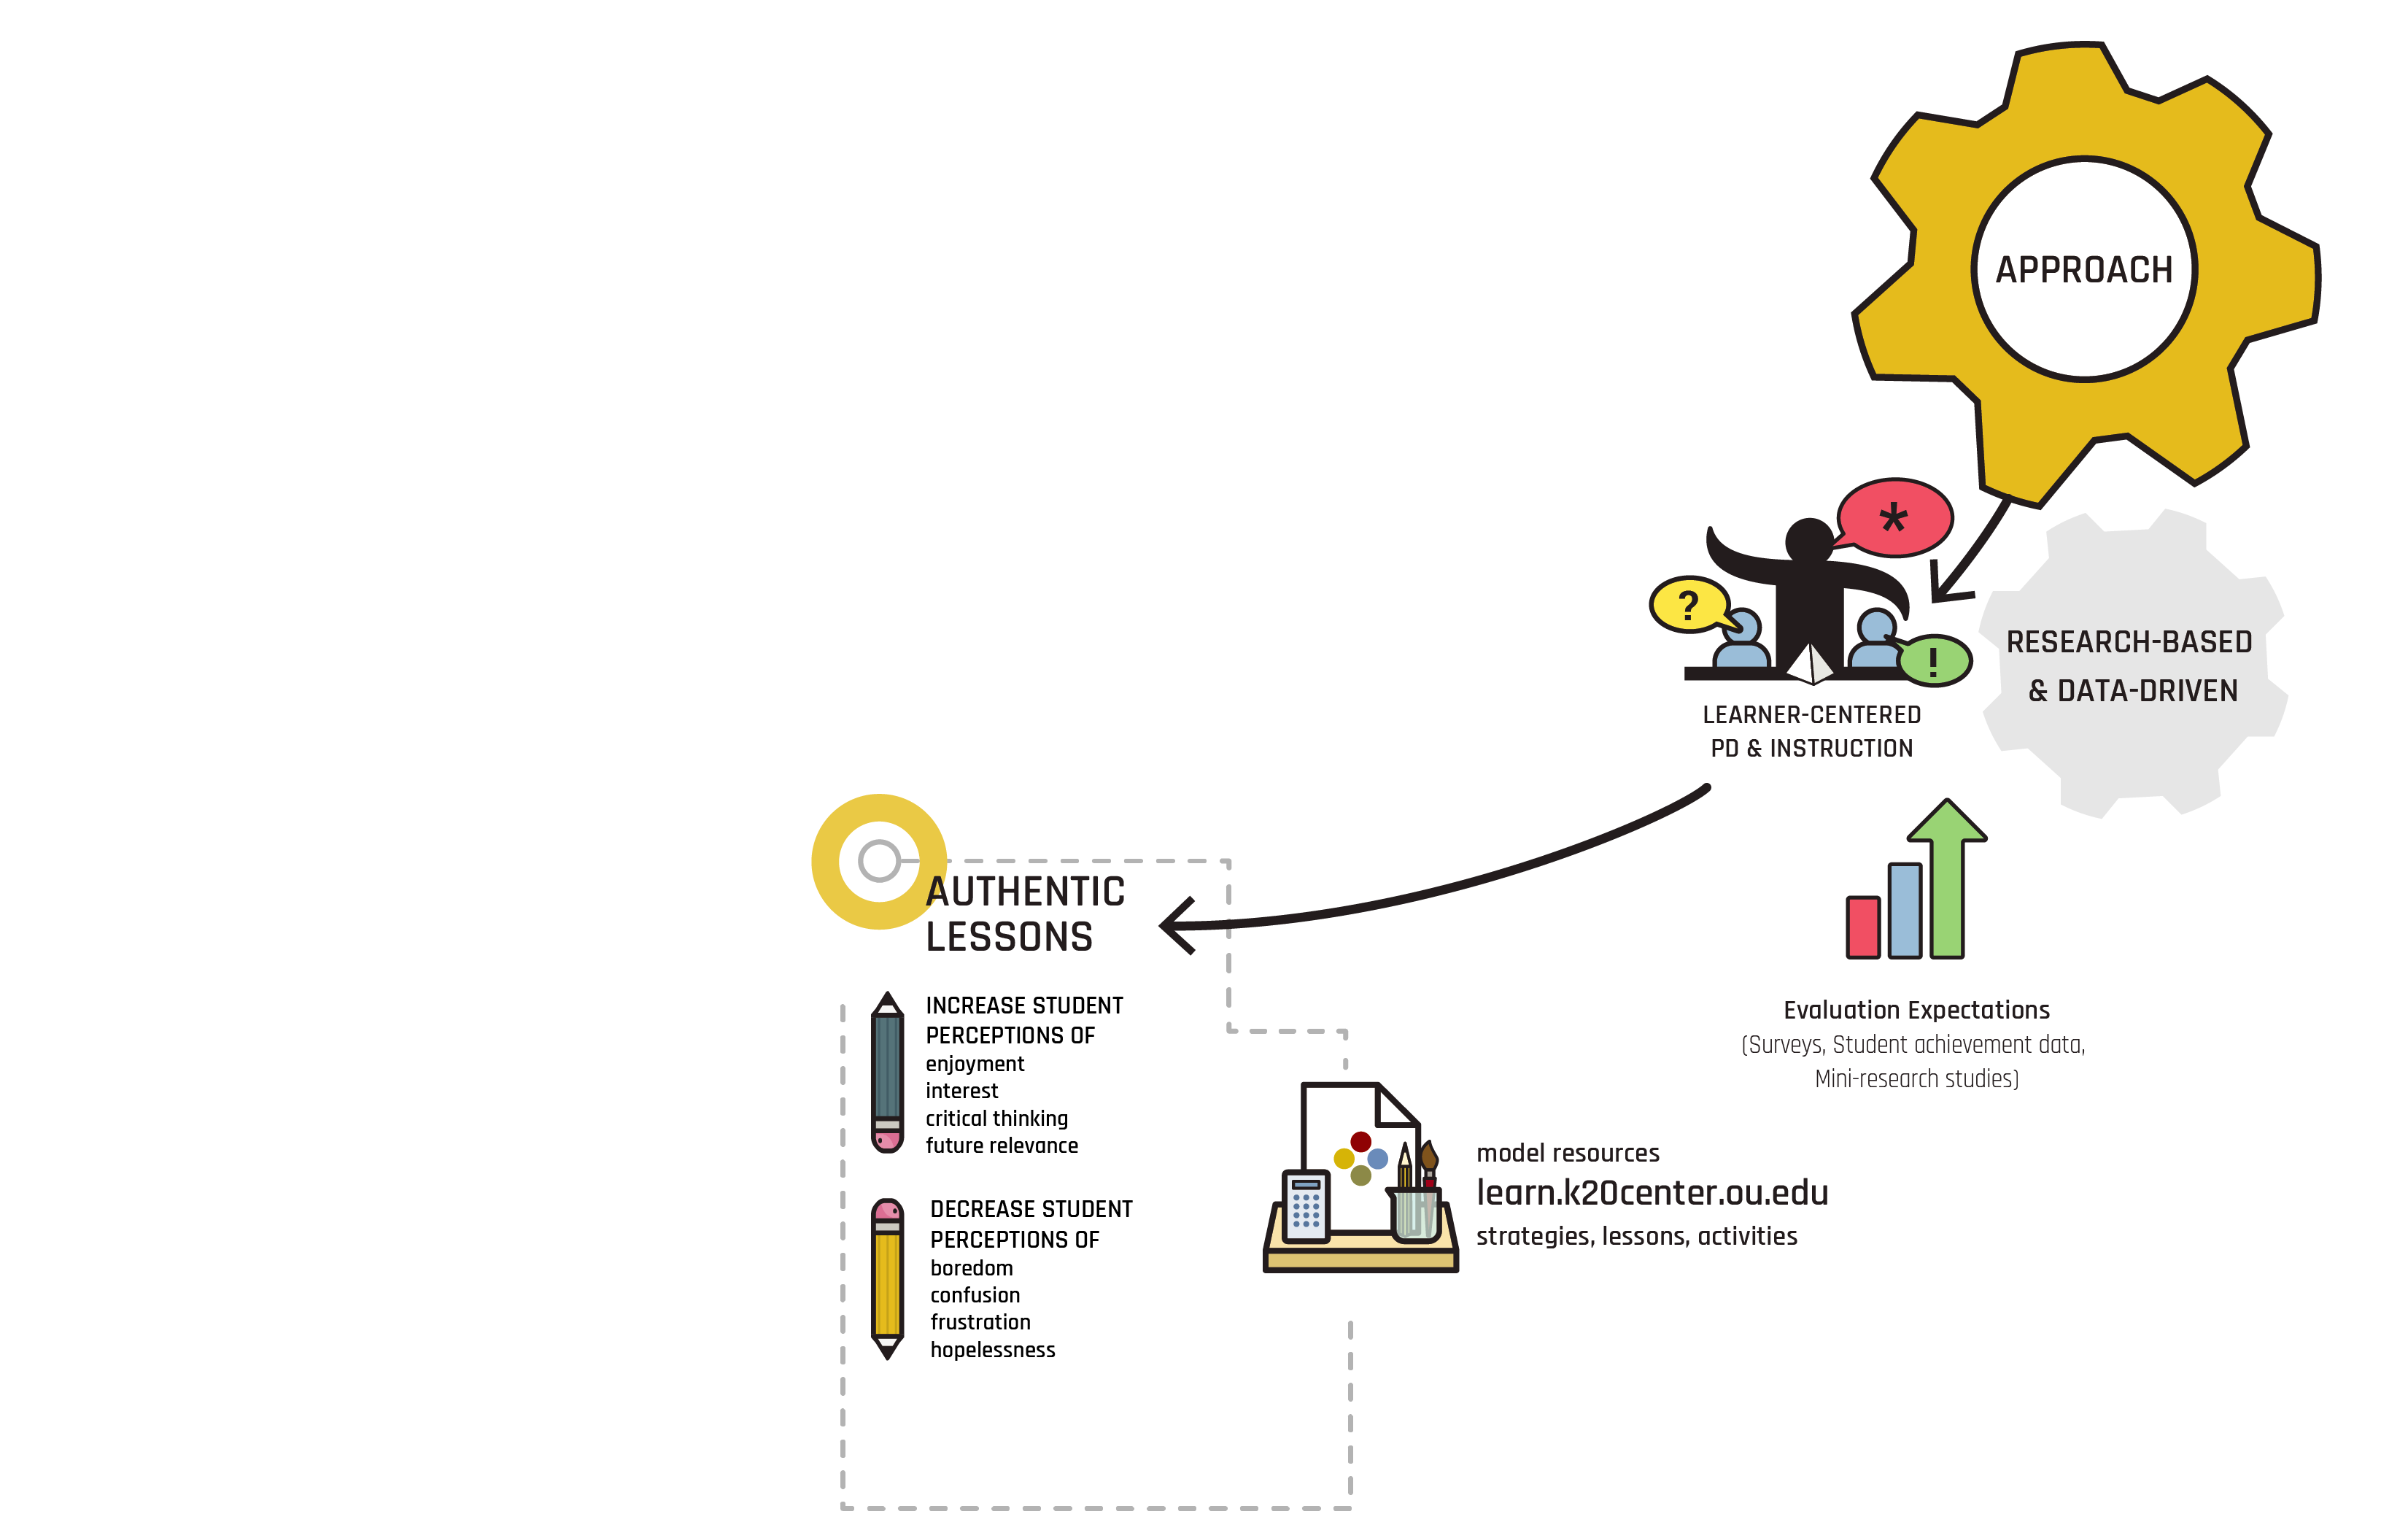 APPROACH
*
?
!
RESEARCH-BASED
& DATA-DRIVEN
LEARNER-CENTERED
PD & INSTRUCTION
AUTHENTIC
LESSONS
INCREASE STUDENT
PERCEPTIONS OF
enjoyment
interest
critical thinking
future relevance
DECREASE STUDENT
PERCEPTIONS OF
boredom
confusion
frustration
hopelessness
Evaluation Expectations
(Surveys, Student achievement data,
Mini-research studies)
model resources
learn.k20center.ou.edu
strategies, lessons, activities